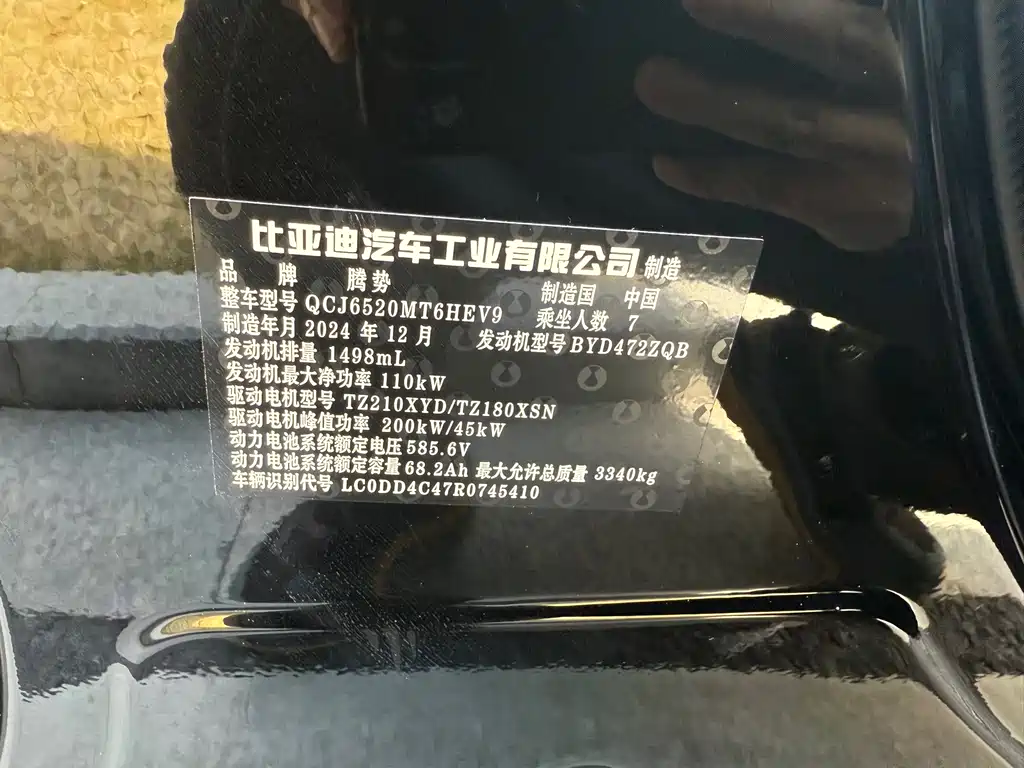 比亚迪汽车工业有限公司 制造
品 牌 腾势 制造国 中国
整车型号 QCJ6520MT6HEV9 乘坐人数 7
制造年月 2024 年 12 月 发动机型号 BYD472ZQB
发动机排量 1498mL
发动机最大净功率 110kW
驱动电机型号 TZ210XYD/TZ180XSN
驱动电机峰值功率 200kW/45kW
动力电池系统额定电压 585.6V
动力电池系统额定容量 68.2Ah 最大允许总质量 3340kg
车辆识别代号 LC0DD4C47R0745410